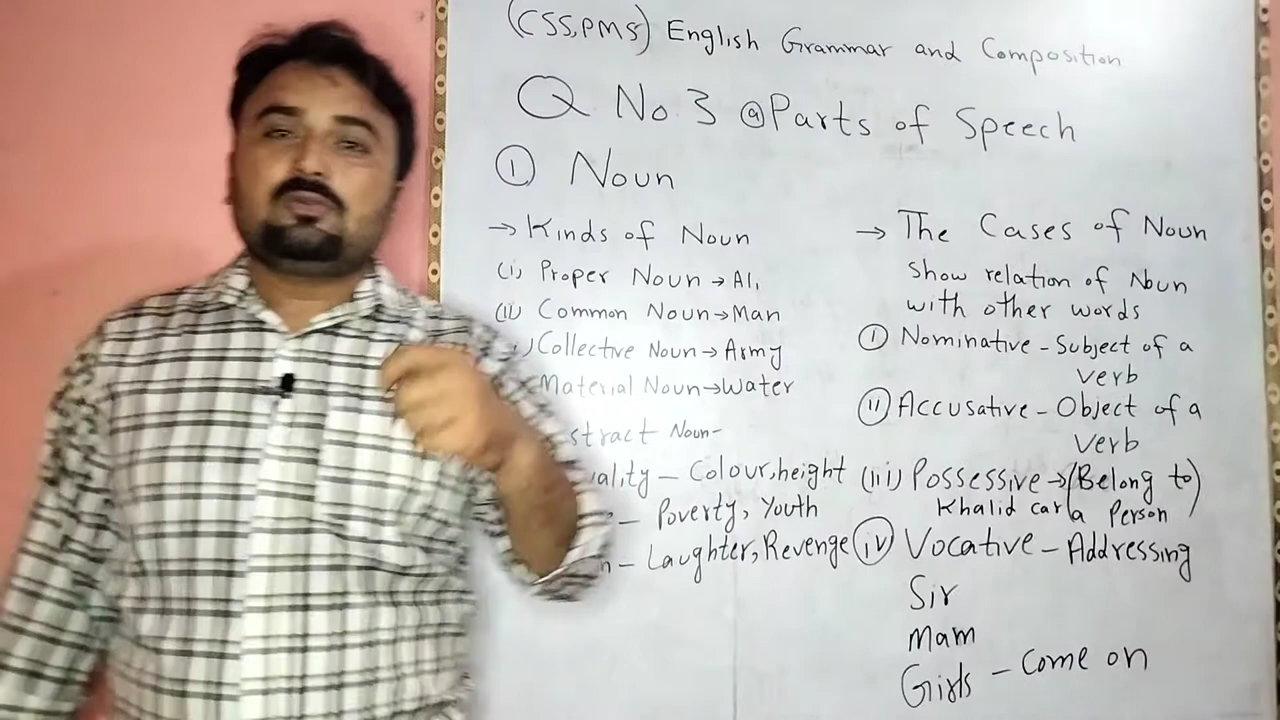 (CSS,PMS) English Grammar and Composition
Q No.3 (a) Parts of Speech
(1) Noun
→ Kinds of Noun
(i) Proper Noun → Ali
(ii) Common Noun → Man
) Collective Noun → Army
Material Noun → Water
stract Noun-
ality – Colour, height
– Poverty, Youth
n – Laughter, Revenge
→ The Cases of Noun
Show relation of Noun
with other words
(I) Nominative - Subject of a
verb
(II) Accusative - Object of a
verb
(iii) Possessive → (Belong to
Khalid car a Person)
(iv) Vocative – Addressing
Sir
Mam
Girls – Come on